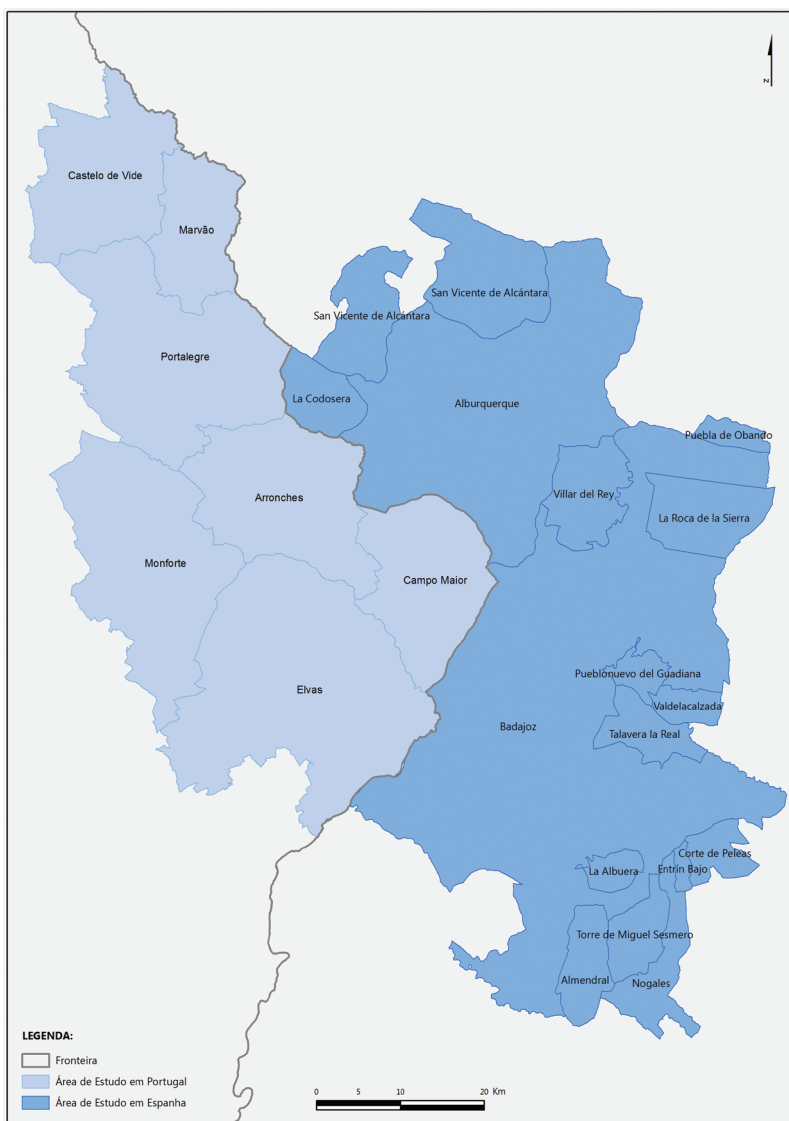 z
Castelo de Vide
Marvão
San Vicente de Alcántara
San Vicente de Alcántara
Portalegre
La Codosera
Alburquerque
Puebla de Obando
Villar del Rey
Arronches
La Roca de la Sierra
Monforte
Campo Maior
Pueblonuevo del Guadiana
Elvas
Valdelacalzada
Badajoz
Talavera la Real
Corte de Peleas
La Albuera
Entrín Bajo
Torre de Miguel Sesmero
Almendral
Nogales
LEGENDA:
Fronteira
Área de Estudo em Portugal
Área de Estudo em Espanha
0 5 10 20 Km